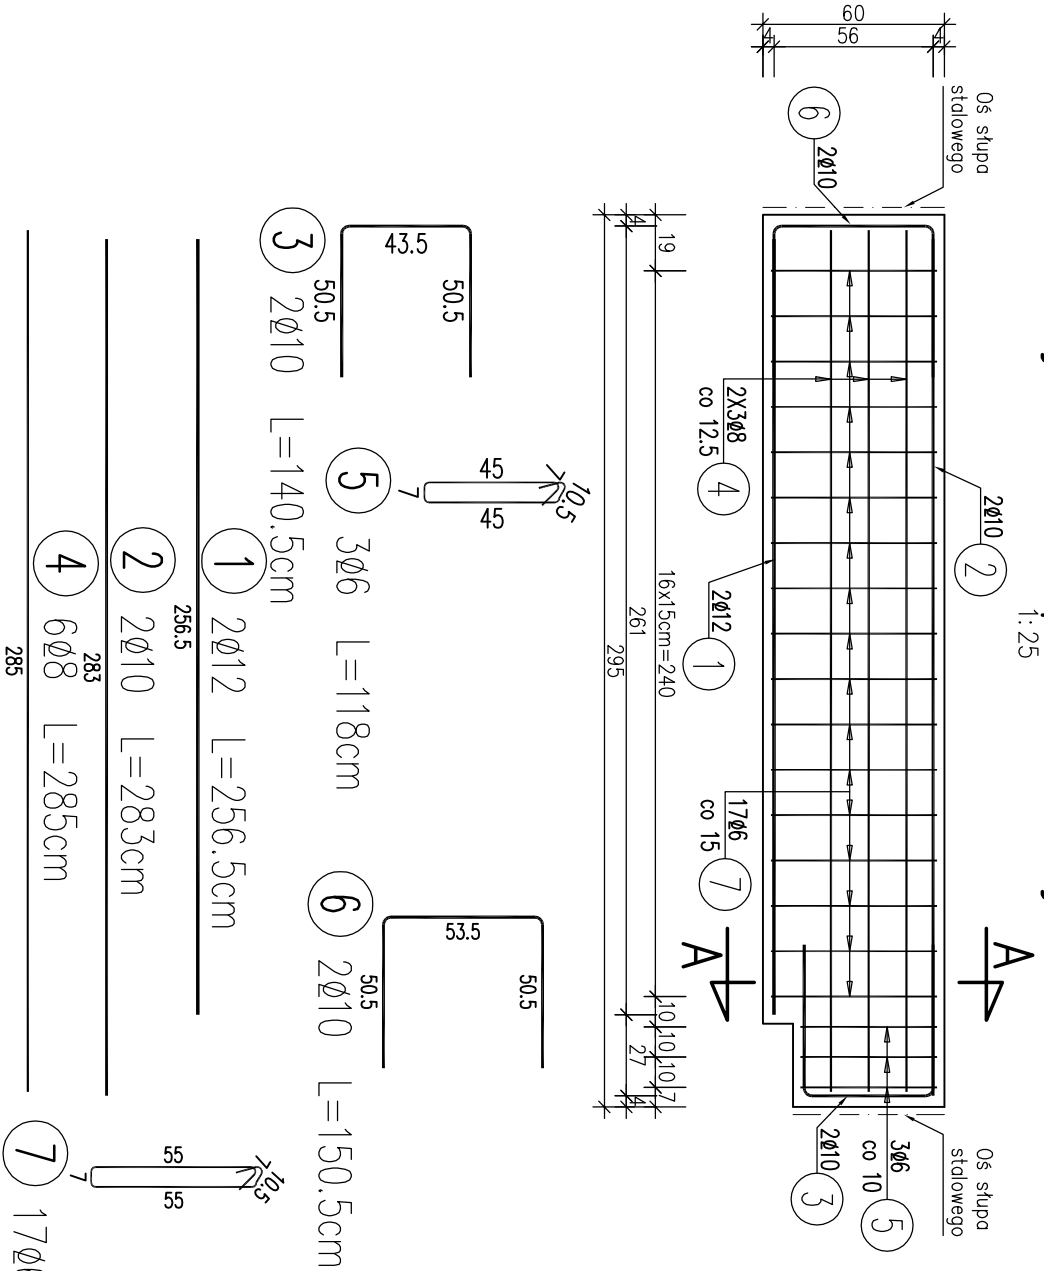 1:25
Oś słupa
stalowego
60
4
56
4
6
2ø10
2ø10
2
2X3ø8
co 12.5
4
2ø12
1
17ø6
co 15
7
A
A
Oś słupa
stalowego
3ø6
co 10
5
2ø10
3
19
16x15cm=240
10
10
10
7
4
261
27
4
295
43.5
50.5
50.5
3 2ø10 L=140.5cm
45
45
7
7
10.5
5 3ø6 L=118cm
53.5
50.5
50.5
6 2ø10 L=150.5cm
1 2ø12 L=256.5cm
256.5
2 2ø10 L=283cm
283
4 6ø8 L=285cm
285
55
55
7
7
10.5
7 17ø6